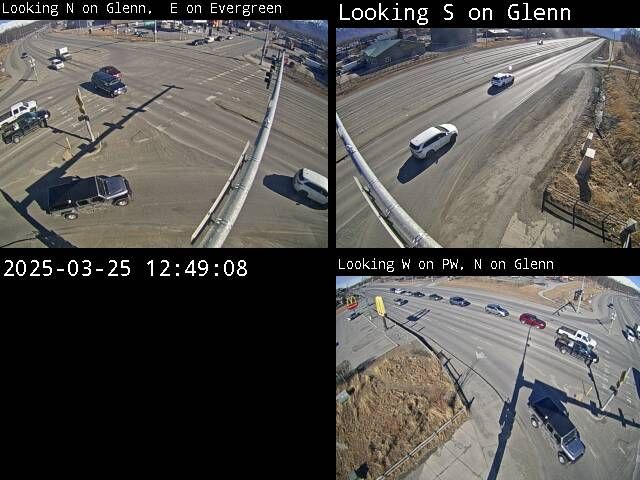 Looking N on Glenn,  E on Evergreen
Looking S on Glenn
2025-03-25 12:49:08
Looking W on PW, N on Glenn